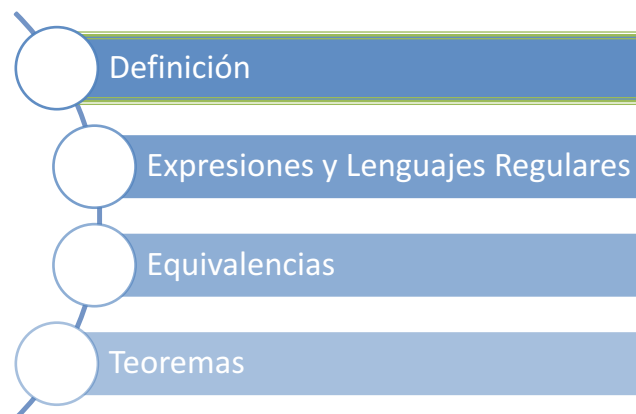 Definición
Expresiones y Lenguajes Regulares
Equivalencias
Teoremas